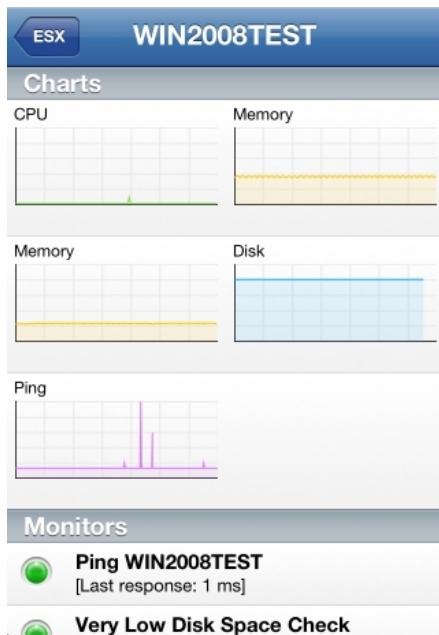 ESX
WIN2008TEST
Charts
CPU
Memory
Memory
Disk
Ping
Monitors
Ping WIN2008TEST
[Last response: 1 ms]
Very Low Disk Space Check